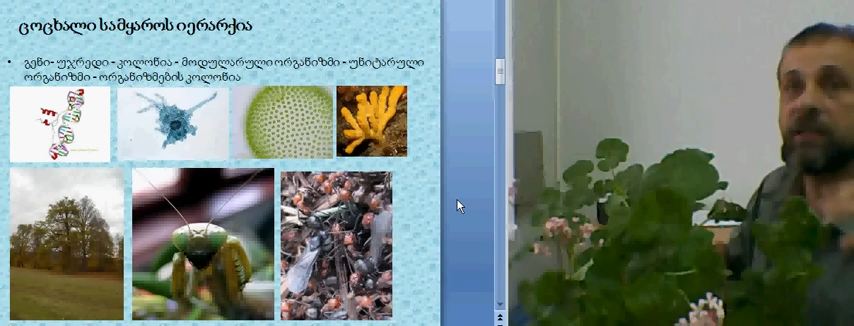 ცოცხალი სამყაროს იერარქია
გენი- უჯრედი - კოლონია - მოდულარული ორგანიზმი - უნიტარული
ორგანიზმი - ორგანიზმების კოლონია